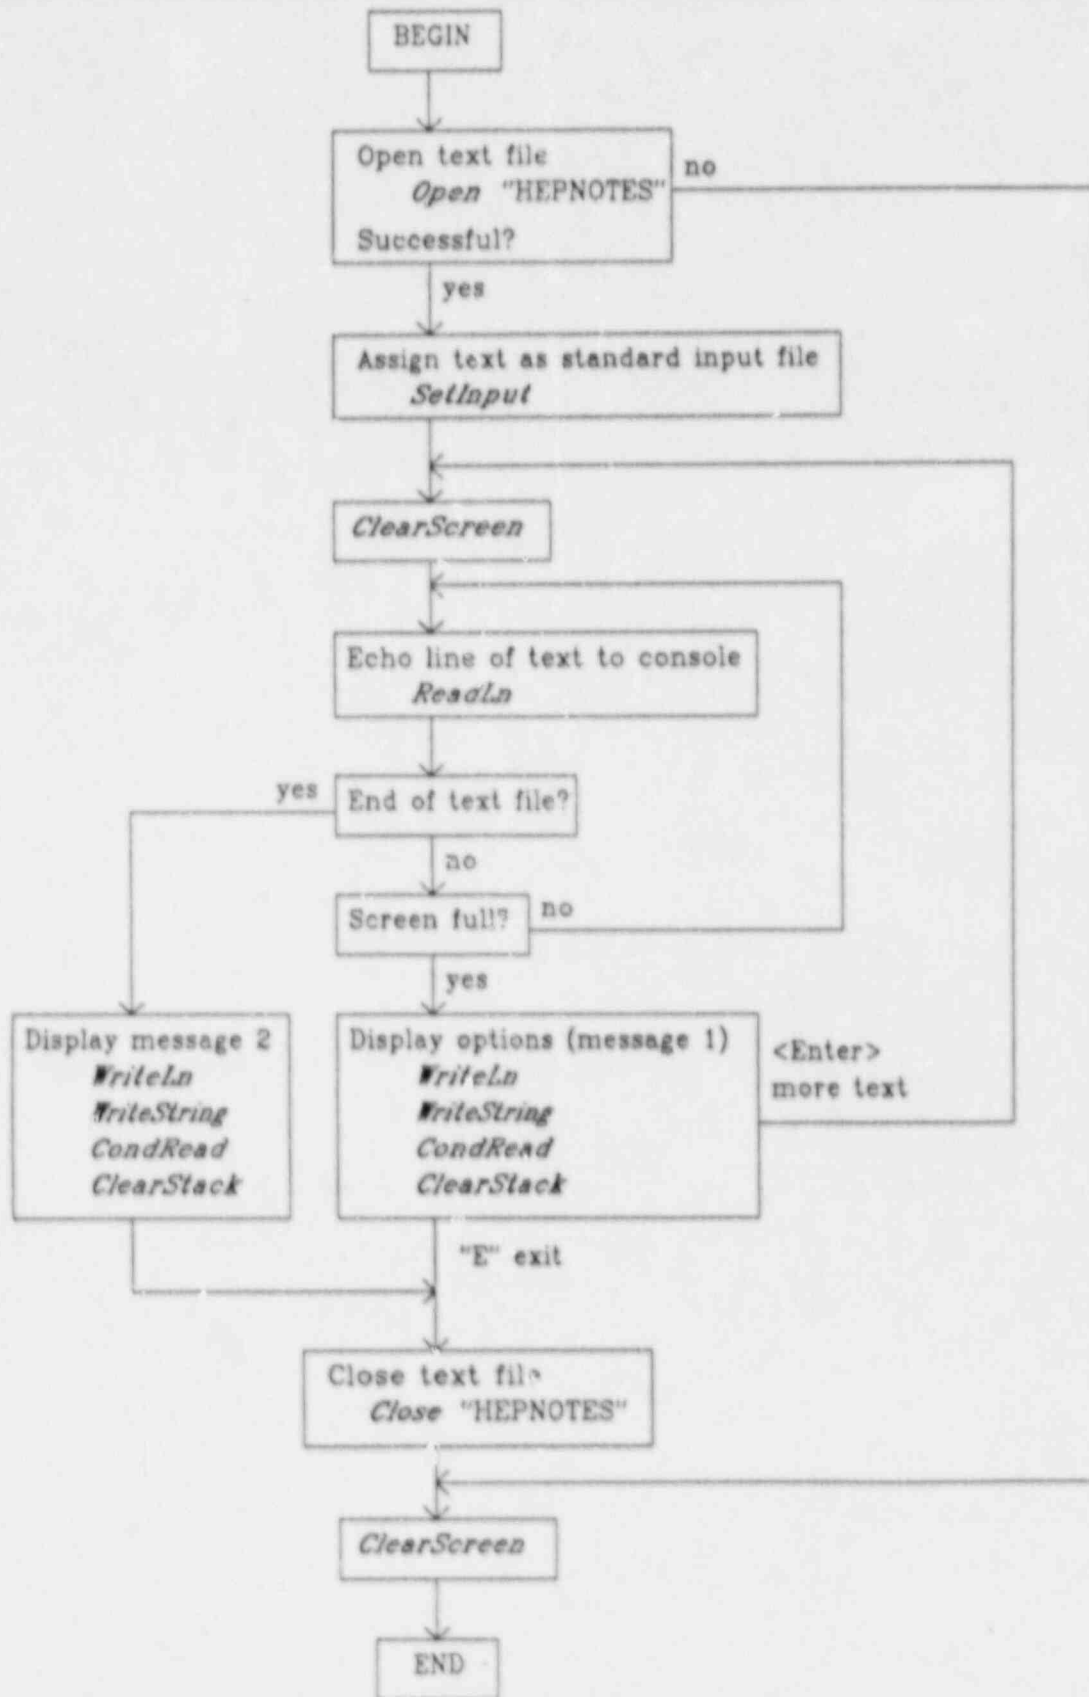 BEGIN
Open text file
Open "HEPNOTES"
Successful?
no
yes
Assign text as standard input file
SetInput
ClearScreen
Echo line of text to console
ReadLn
yes
End of text file?
no
Screen full?
no
yes
Display message 2
WriteLn
WriteString
CondRead
ClearStack
Display options (message 1)
WriteLn
WriteString
CondRead
ClearStack
<Enter>
more text
"E" exit
Close text file
Close "HEPNOTES"
ClearScreen
END